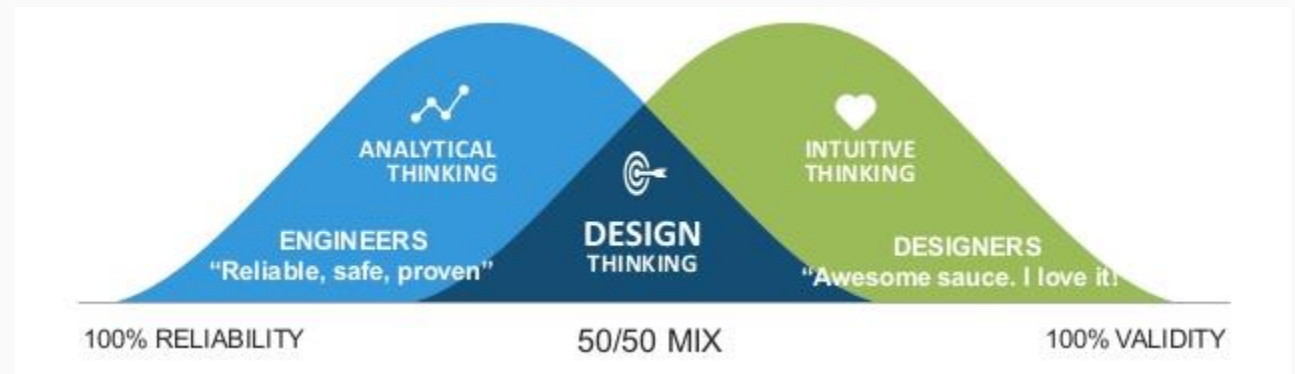 ANALYTICAL
THINKING
INTUITIVE
THINKING
DESIGN
THINKING
ENGINEERS
“Reliable, safe, proven”
DESIGNERS
“Awesome sauce. I love it!
100% RELIABILITY
50/50 MIX
100% VALIDITY